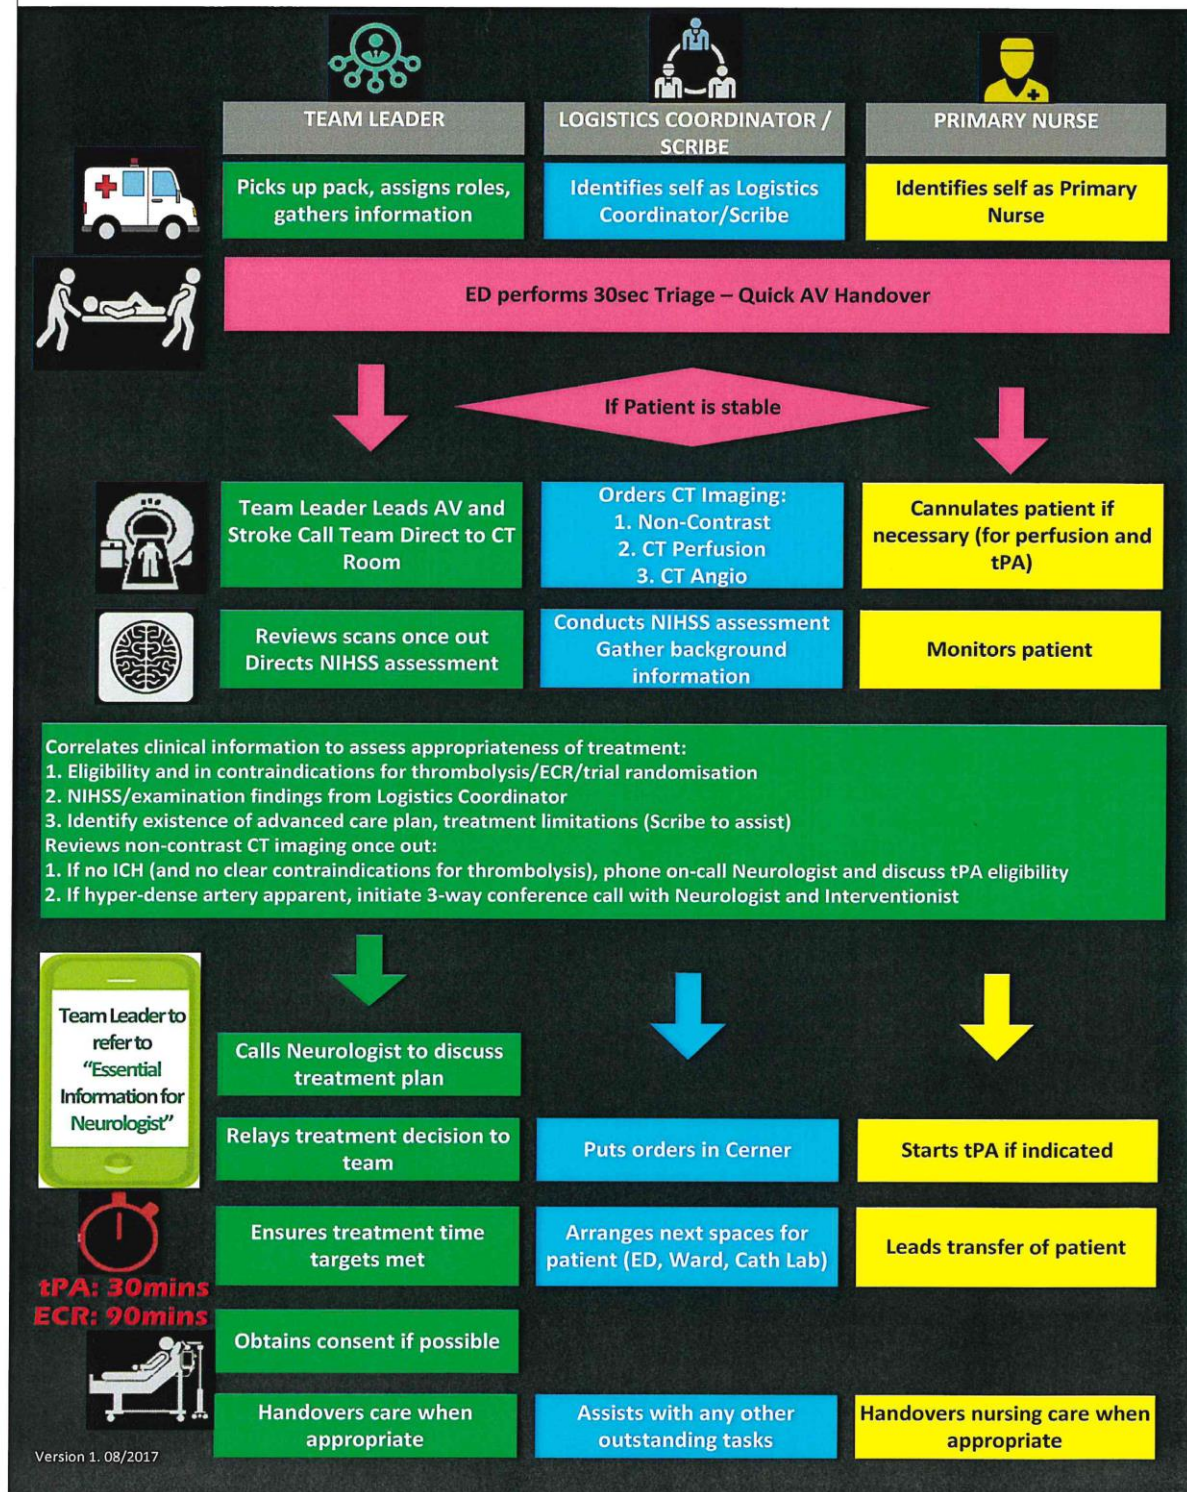 TEAM LEADER
LOGISTICS COORDINATOR /
SCRIBE
PRIMARY NURSE
Picks up pack, assigns roles,
gathers information
Identifies self as Logistics
Coordinator/Scribe
Identifies self as Primary
Nurse
ED performs 30sec Triage – Quick AV Handover
If Patient is stable
Team Leader Leads AV and
Stroke Call Team Direct to CT
Room
Orders CT Imaging:
1. Non-Contrast
2. CT Perfusion
3. CT Angio
Cannulates patient if
necessary (for perfusion and
tPA)
Reviews scans once out
Directs NIHSS assessment
Conducts NIHSS assessment
Gather background
information
Monitors patient
Correlates clinical information to assess appropriateness of treatment:
1. Eligibility and in contraindications for thrombolysis/ECR/trial randomisation
2. NIHSS/examination findings from Logistics Coordinator
3. Identify existence of advanced care plan, treatment limitations (Scribe to assist)
Reviews non-contrast CT imaging once out:
1. If no ICH (and no clear contraindications for thrombolysis), phone on-call Neurologist and discuss tPA eligibility
2. If hyper-dense artery apparent, initiate 3-way conference call with Neurologist and Interventionist
Team Leader to
refer to
“Essential
Information for
Neurologist”
Calls Neurologist to discuss
treatment plan
Relays treatment decision to
team
Puts orders in Cerner
Starts tPA if indicated
tPA: 30mins
ECR: 90mins
Ensures treatment time
targets met
Arranges next spaces for
patient (ED, Ward, Cath Lab)
Leads transfer of patient
Obtains consent if possible
Handovers care when
appropriate
Assists with any other
outstanding tasks
Handovers nursing care when
appropriate
Version 1. 08/2017